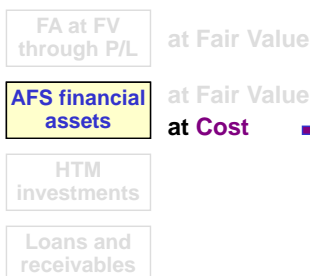 FA at FV
through P/L
at Fair Value
AFS financial
assets
at Fair Value
at Cost
HTM
investments
Loans and
receivables